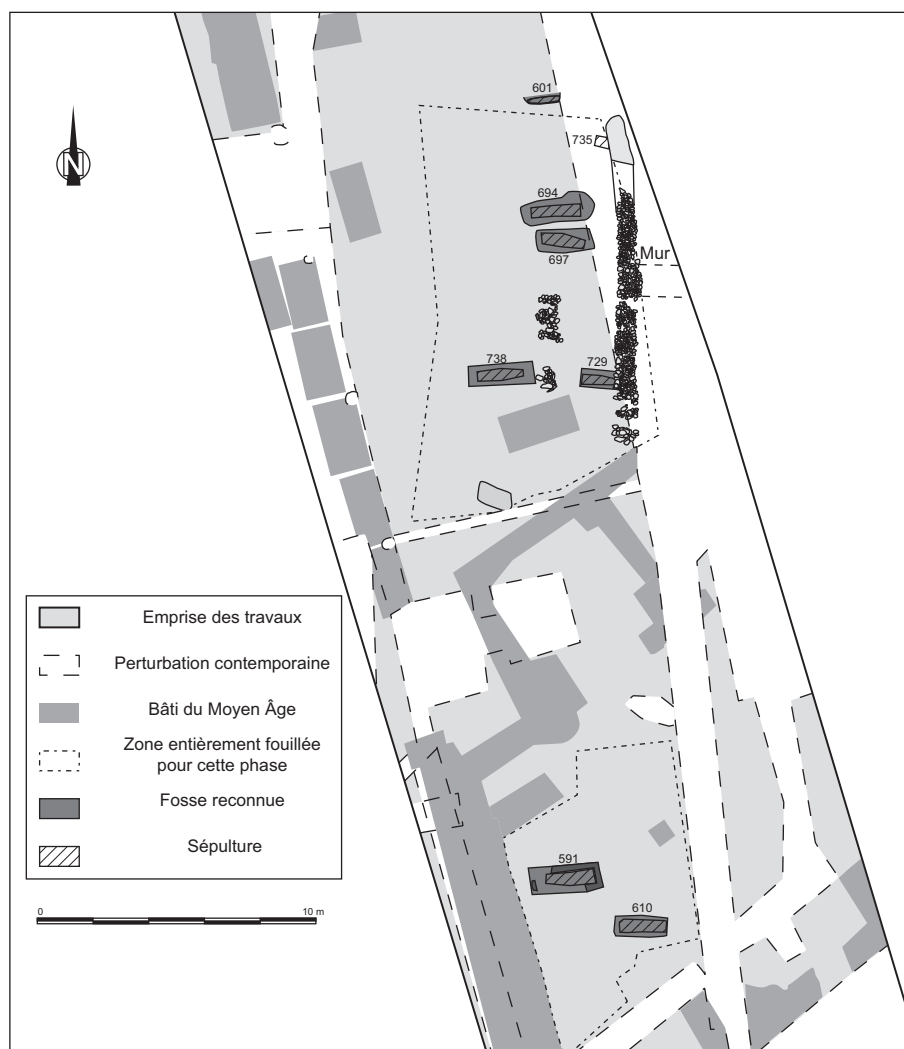 601
735
N
694
697
Mur
738
729
Emprise des travaux
Perturbation contemporaine
Bâti du Moyen Âge
Zone entièrement fouillée
pour cette phase
Fosse reconnue
Sépulture
591
610
0
10 m